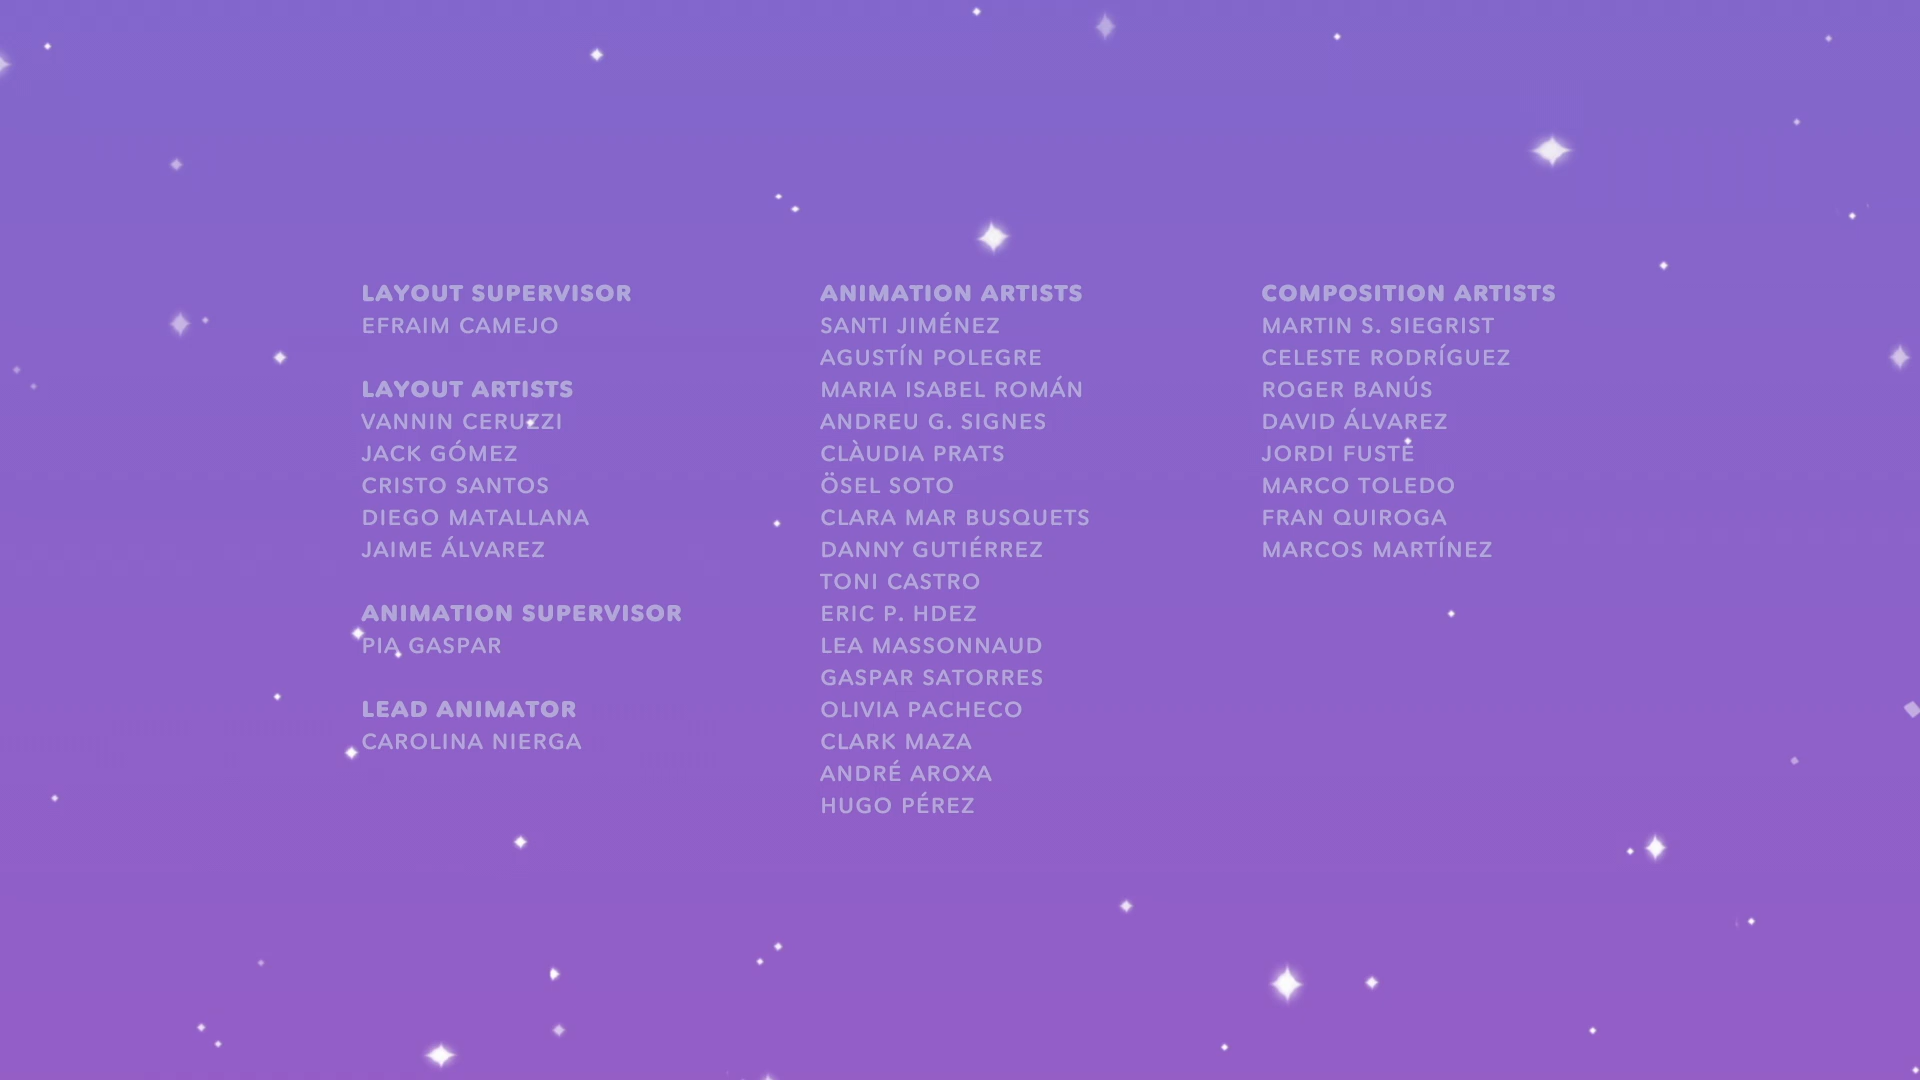 LAYOUT SUPERVISOR
EFRAIM CAMEJO
LAYOUT ARTISTS
VANNIN CERUZZI
JACK GÓMEZ
CRISTO SANTOS
DIEGO MATALLANA
JAIME ÁLVAREZ
ANIMATION SUPERVISOR
PIA GASPAR
LEAD ANIMATOR
CAROLINA NIERGA
ANIMATION ARTISTS
SANTI JIMÉNEZ
AGUSTÍN POLEGRE
MARIA ISABEL ROMÁN
ANDREU G. SIGNES
CLÀUDIA PRATS
ÖSEL SOTO
CLARA MAR BUSQUETS
DANNY GUTIÉRREZ
TONI CASTRO
ERIC P. HDEZ
LEA MASSONNAUD
GASPAR SATORRES
OLIVIA PACHECO
CLARK MAZA
ANDRÉ AROXA
HUGO PÉREZ
COMPOSITION ARTISTS
MARTIN S. SIEGRIST
CELESTE RODRÍGUEZ
ROGER BANÚS
DAVID ÁLVAREZ
JORDI FUSTÉ
MARCO TOLEDO
FRAN QUIROGA
MARCOS MARTÍNEZ